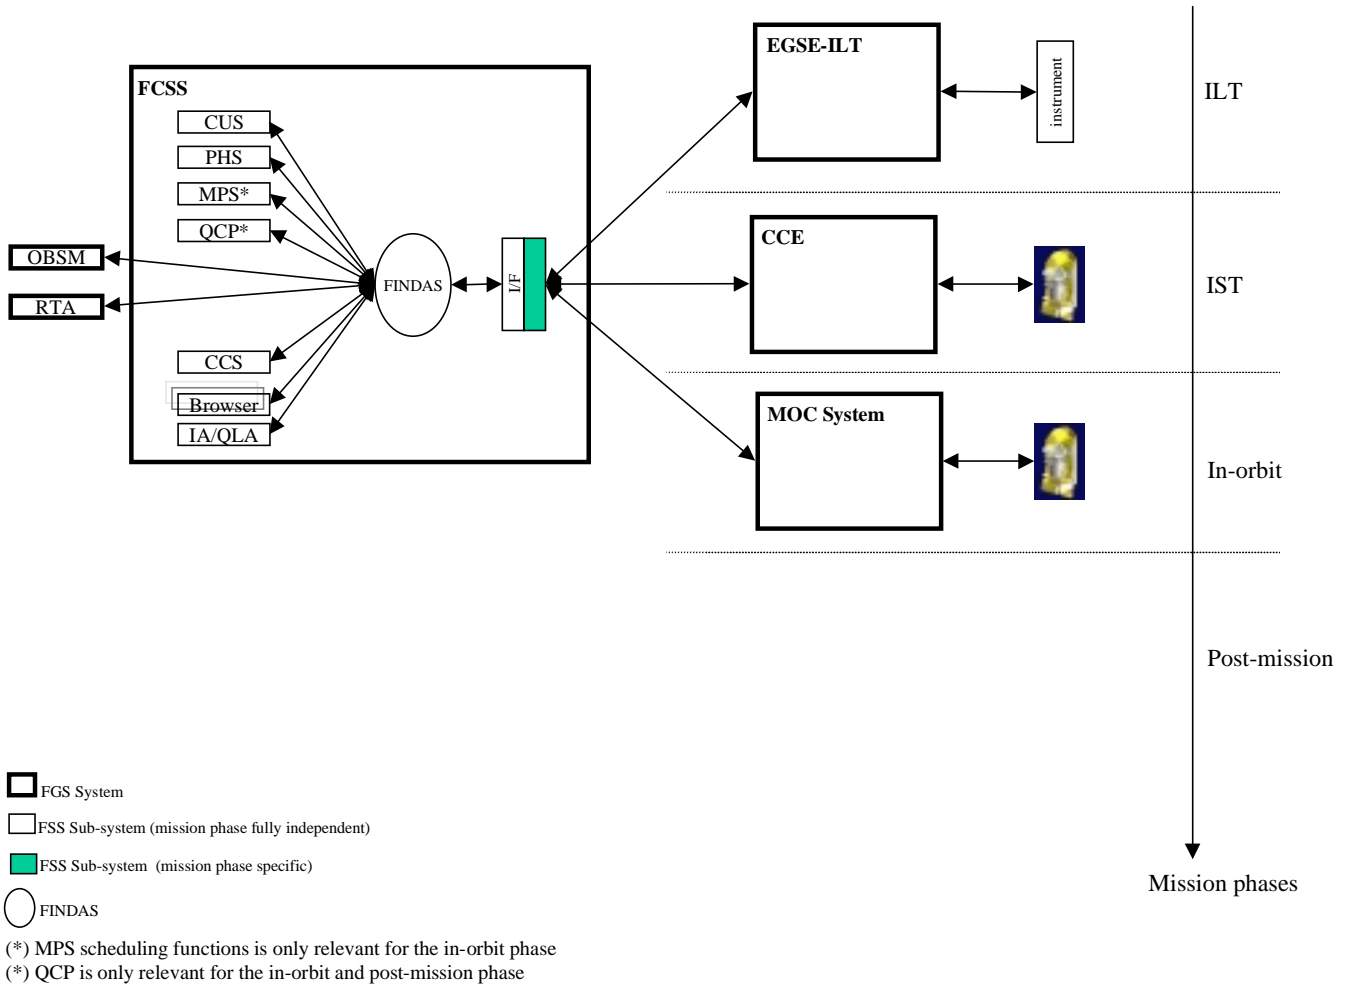 FCSS
CUS
PHS
MPS*
QCP*
OBSM
RTA
FINDAS
I/F
CCS
Browser
IA/QLA
EGSE-ILT
instrument
ILT
CCE
IST
MOC System
In-orbit
Post-mission
Mission phases
FGS System
FSS Sub-system (mission phase fully independent)
FSS Sub-system (mission phase specific)
FINDAS
(*) MPS scheduling functions is only relevant for the in-orbit phase
(*) QCP is only relevant for the in-orbit and post-mission phase